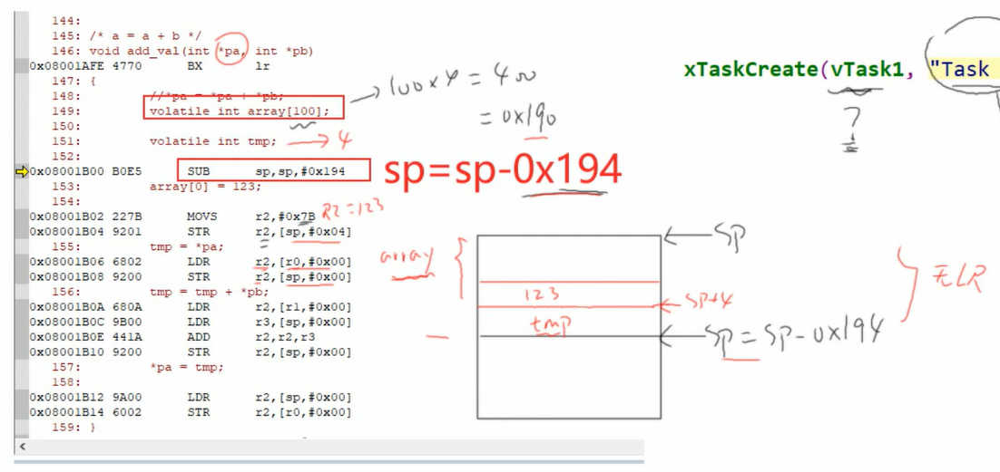 144:
145: /* a = a + b */
146: void add_val(int *pa, int *pb)
0x08001AFE 4770 BX lr
147: {
148: //*pa = *pa + *pb;
149: volatile int array[100];
150:
151: volatile int tmp;
152:
0x08001B00 B0E5 SUB sp,sp,#0x194
153: array[0] = 123;
154:
0x08001B02 227B MOVS r2,#0x7B
0x08001B04 9201 STR r2,[sp,#0x04]
155: tmp = *pa;
0x08001B06 6802 LDR r2,[r0,#0x00]
0x08001B08 9200 STR r2,[sp,#0x00]
156: tmp = tmp + *pb;
0x08001B0A 680A LDR r2,[r1,#0x00]
0x08001B0C 9B00 LDR r3,[sp,#0x00]
0x08001B0E 441A ADD r2,r2,r3
0x08001B10 9200 STR r2,[sp,#0x00]
157: *pa = tmp;
158:
0x08001B12 9A00 LDR r2,[sp,#0x00]
0x08001B14 6002 STR r2,[r0,#0x00]
159: }
100×4 = 400
= 0x190
4
sp=sp-0x194
R2=123
xTaskCreate(vTask1, "Task
?
SP
array
123
SP+4
tmp
SP=SP-0x194
无LR